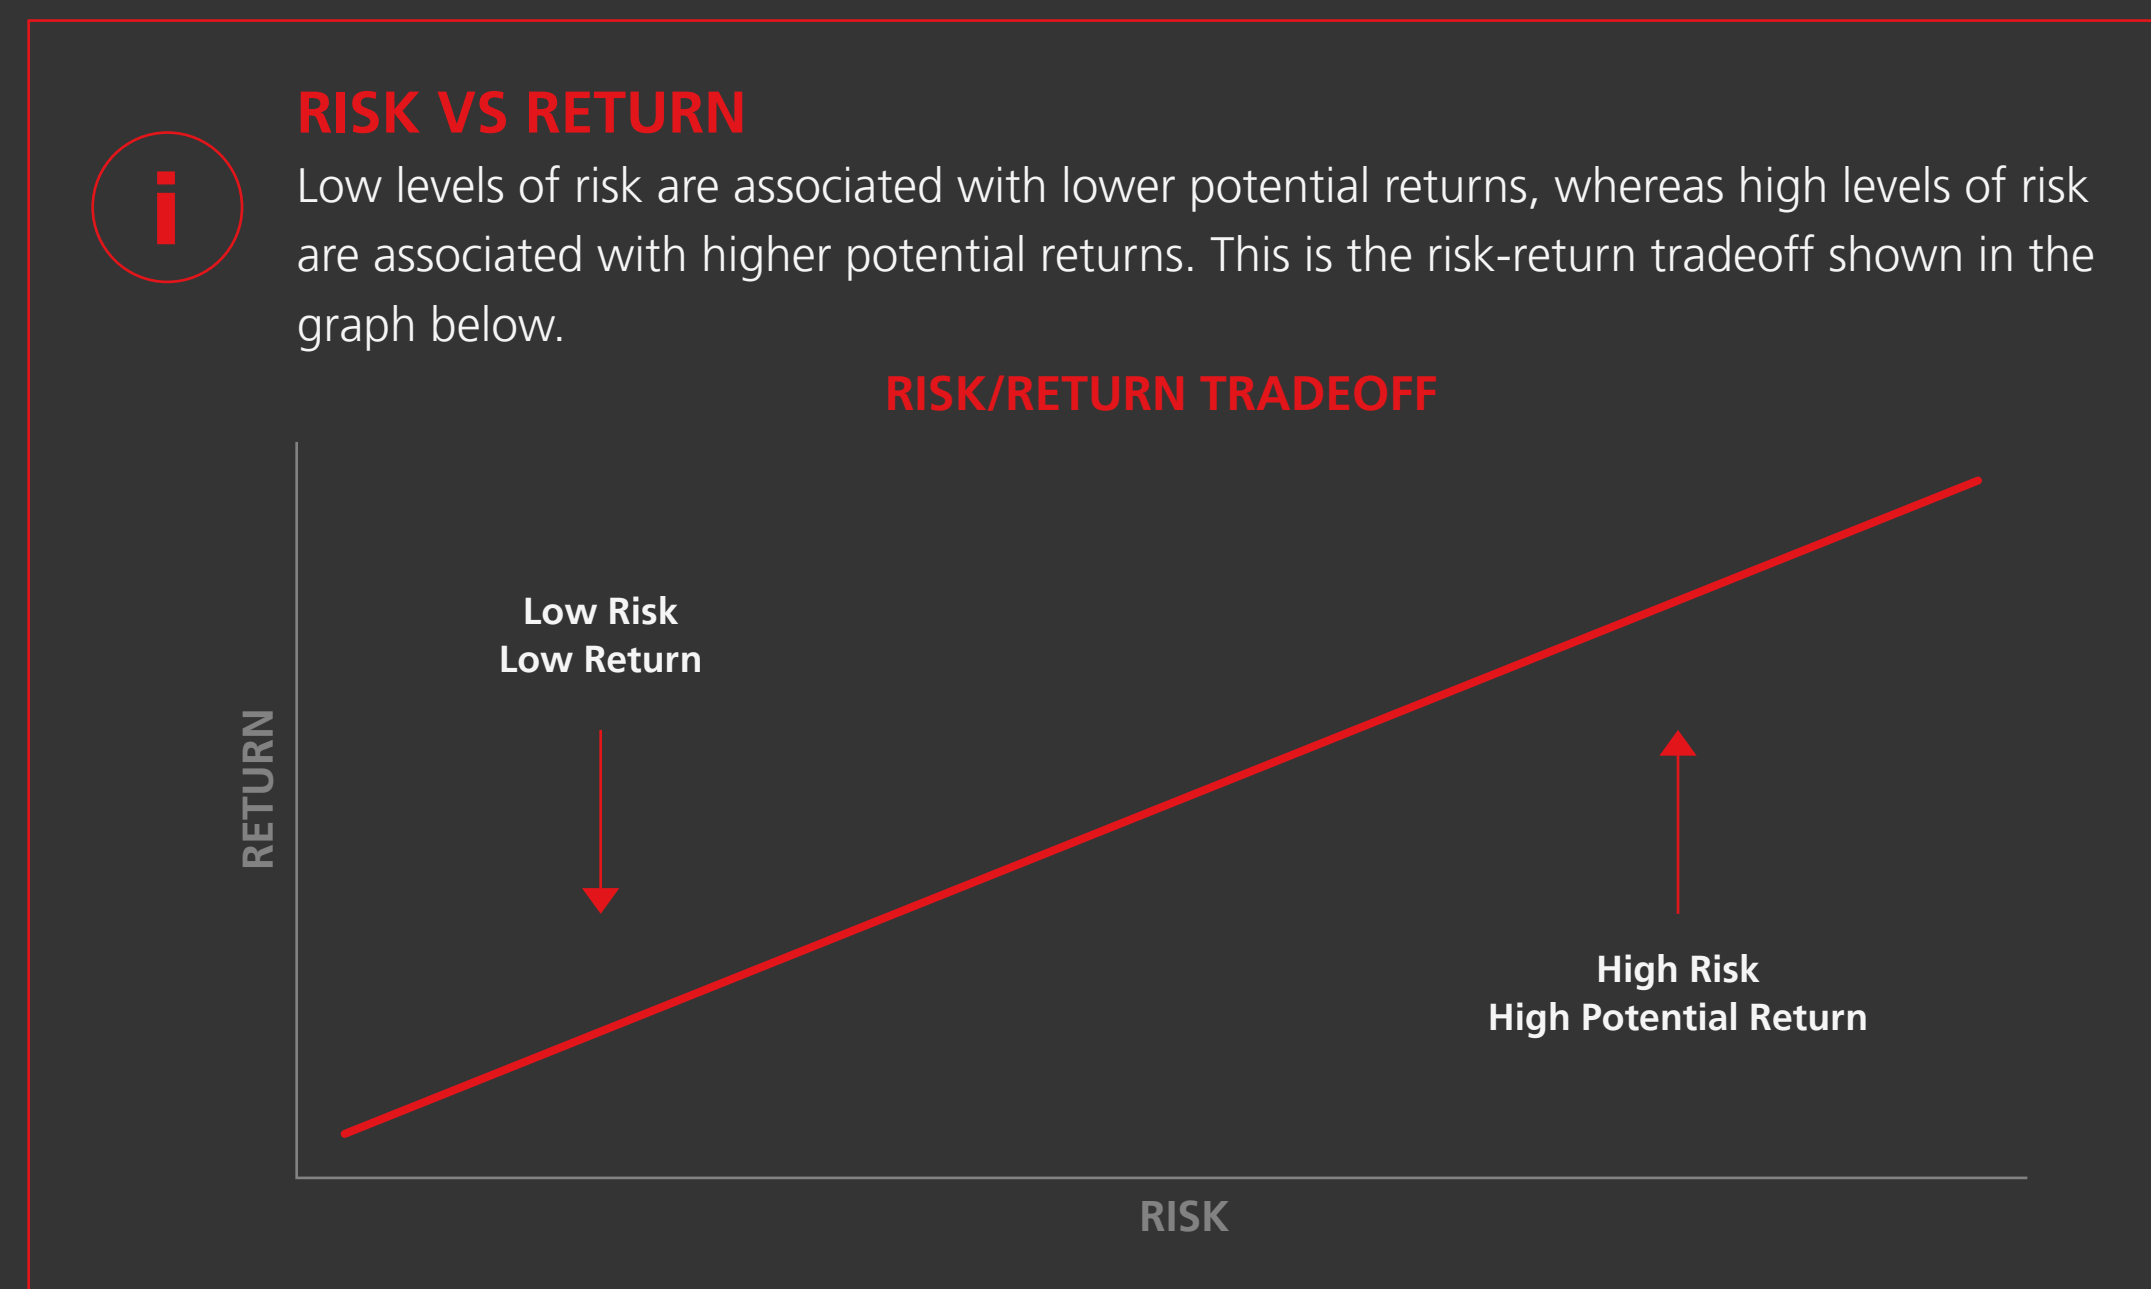 RISK VS RETURN
i
Low levels of risk are associated with lower potential returns, whereas high levels of risk
are associated with higher potential returns. This is the risk-return tradeoff shown in the
graph below.
RISK/RETURN TRADEOFF
Low Risk
Low Return
RETURN
High Risk
High Potential Return
RISK